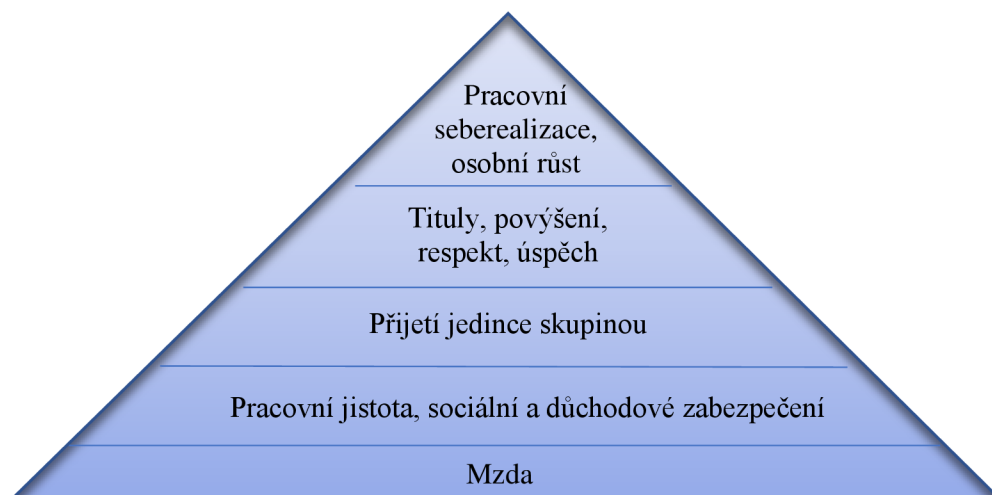 Pracovní
seberealizace,
osobní růst
Tituly, povýšení,
respekt, úspěch
Přijetí jedince skupinou
Pracovní jistota, sociální a důchodové zabezpečení
Mzda